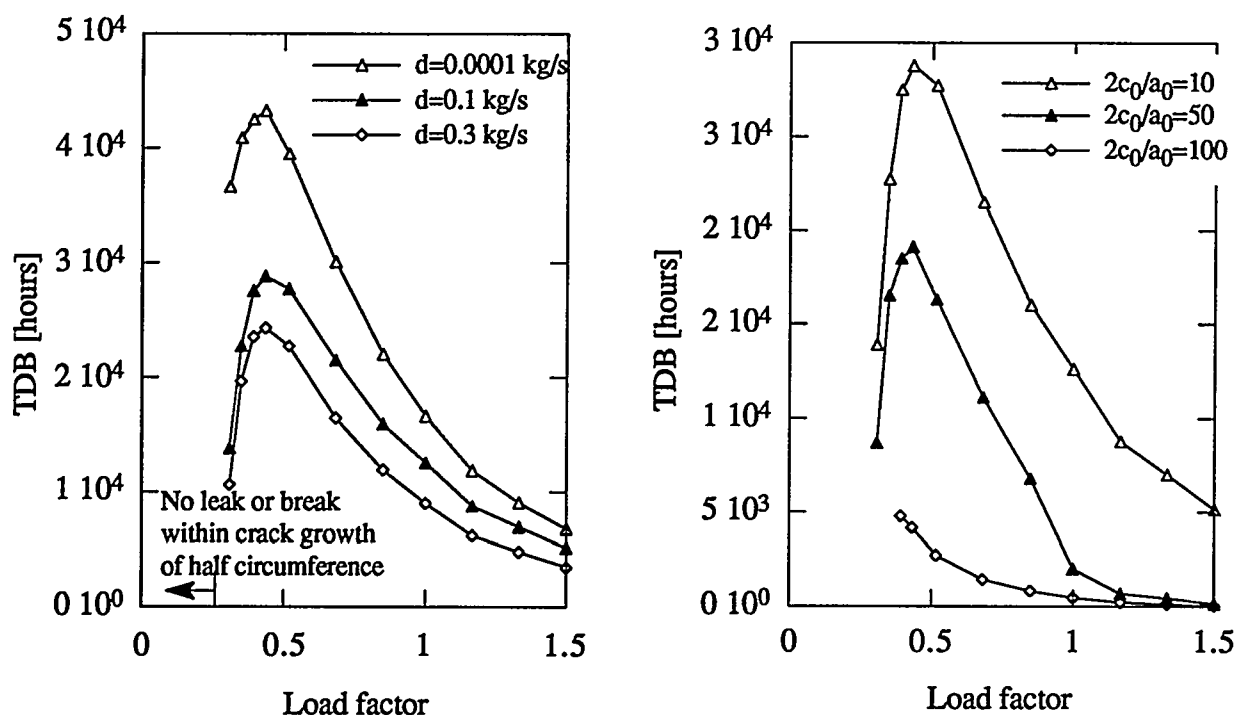 5 10⁴
4 10⁴
3 10⁴
2 10⁴
1 10⁴
0 10⁰
TDB [hours]
d=0.0001 kg/s
d=0.1 kg/s
d=0.3 kg/s
No leak or break
within crack growth
of half circumference
0
0.5
1
1.5
Load factor
3 10⁴
3 10⁴
2 10⁴
2 10⁴
1 10⁴
5 10³
0 10⁰
TDB [hours]
2c₀/a₀=10
2c₀/a₀=50
2c₀/a₀=100
0
0.5
1
1.5
Load factor